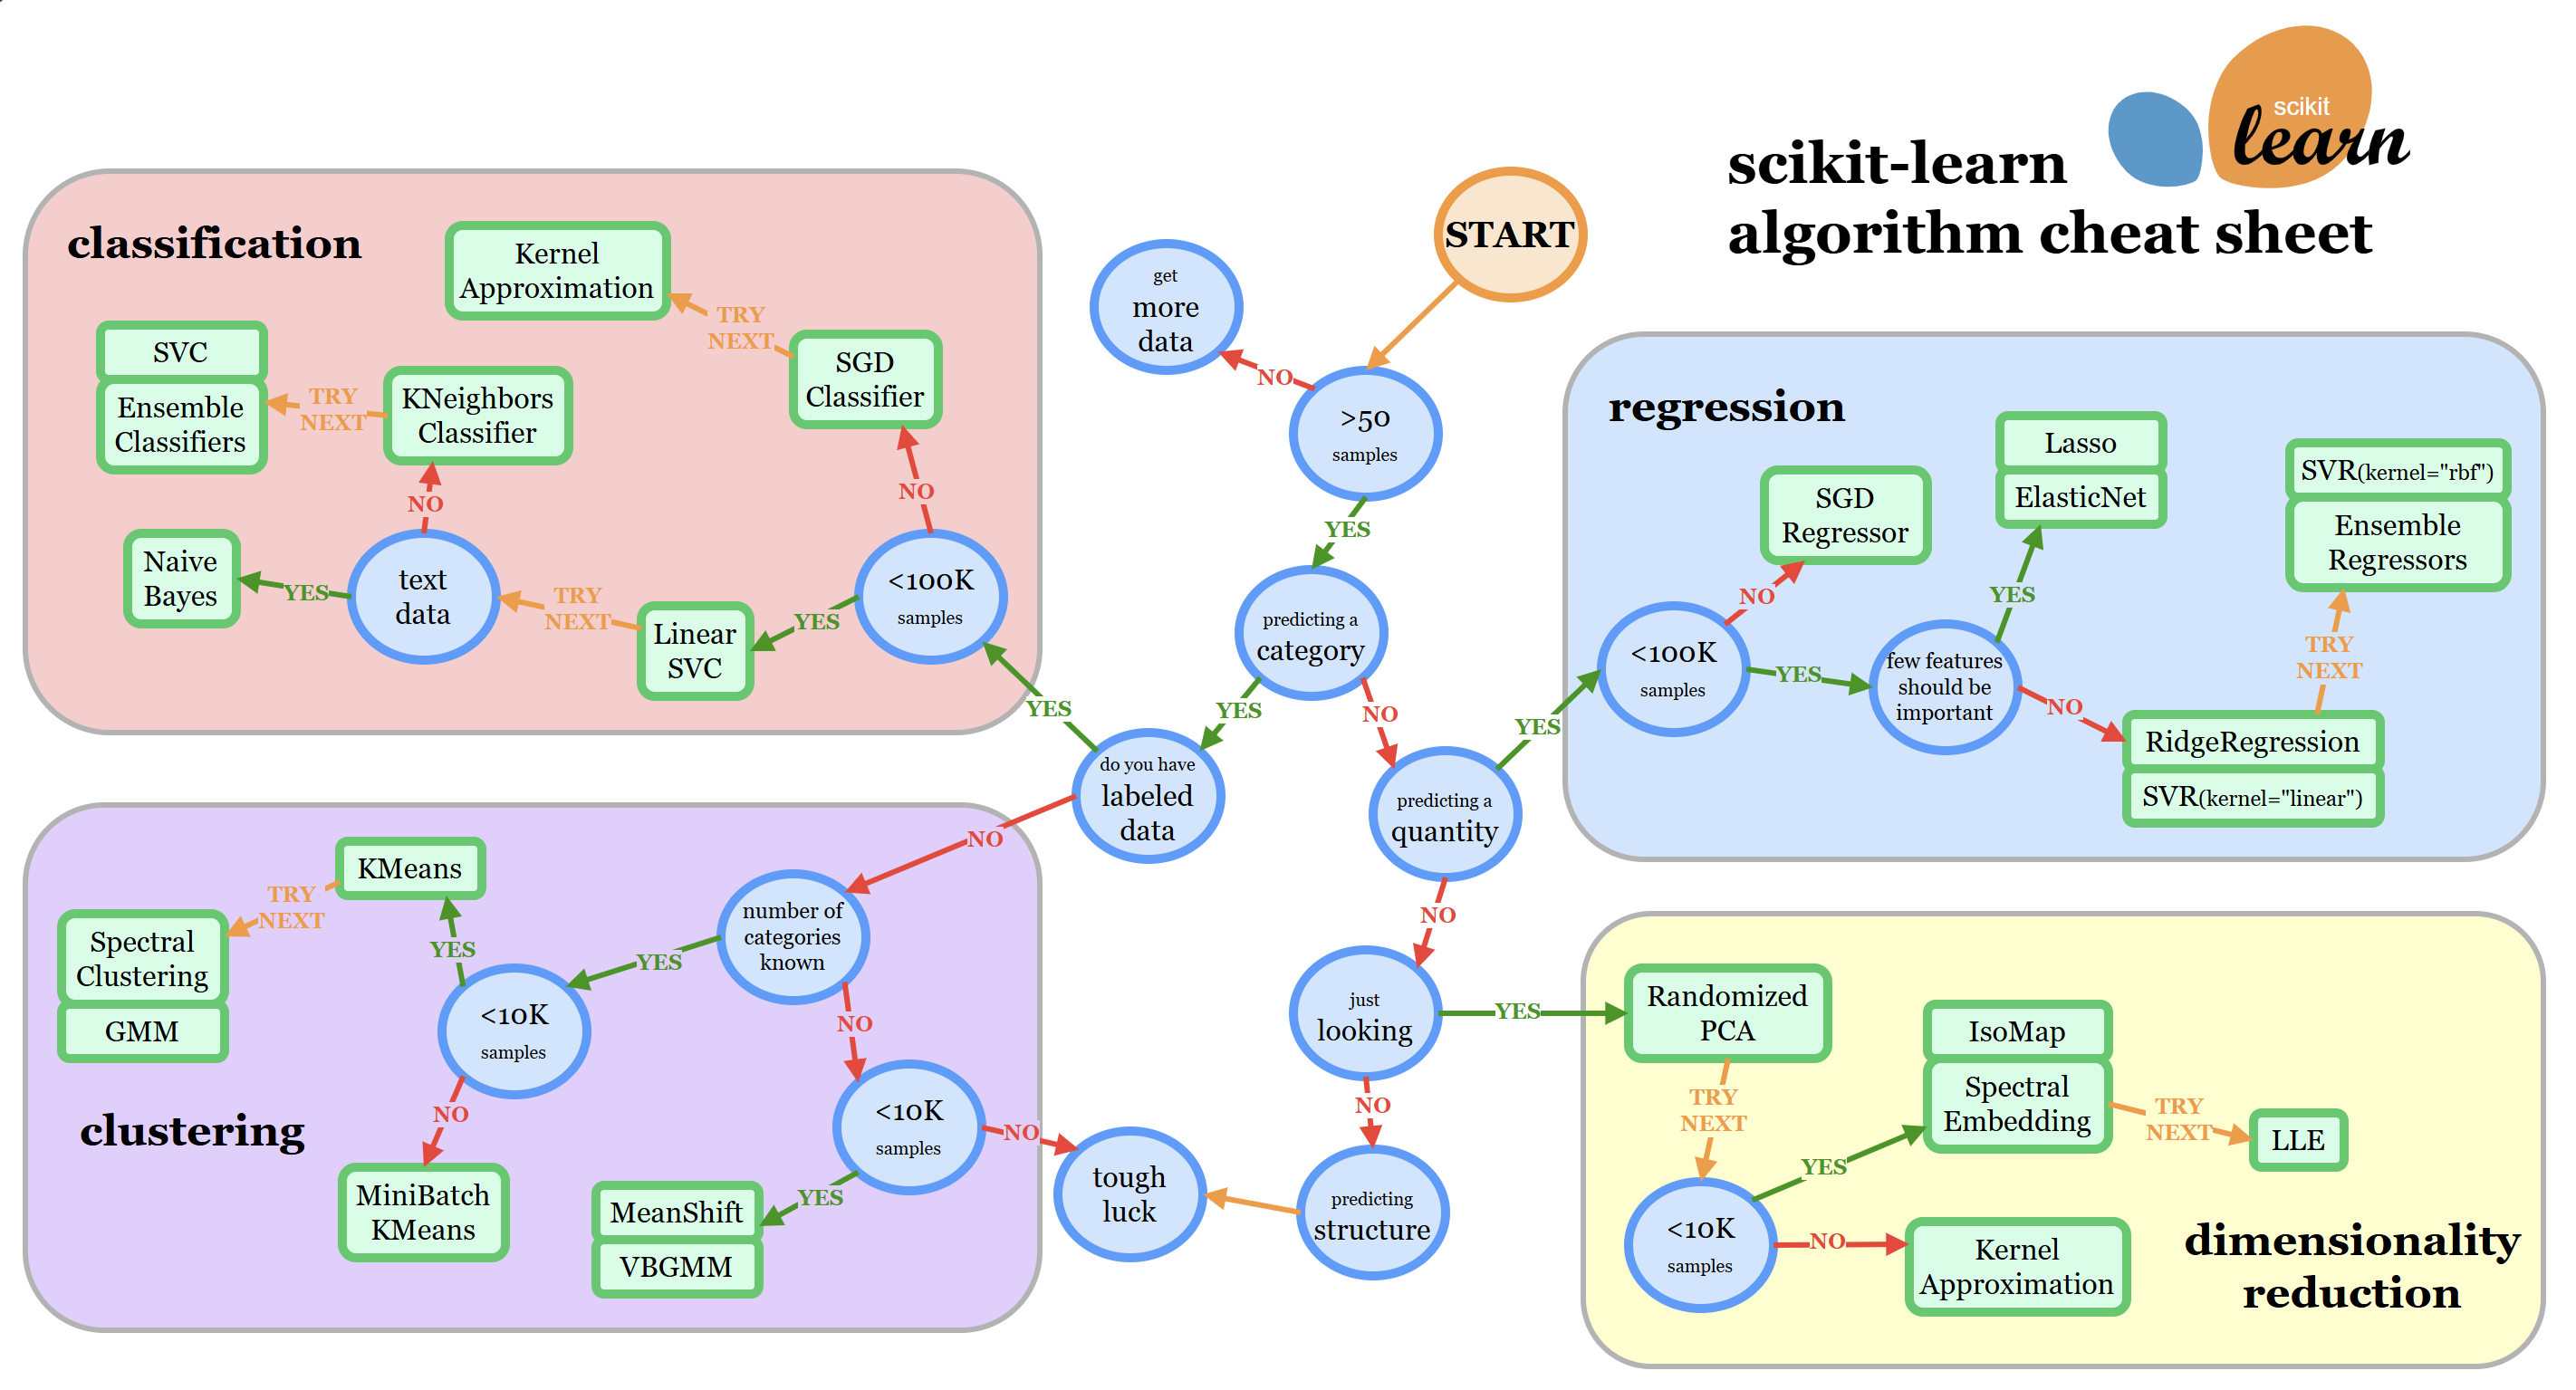 scikit
learn
scikit-learn
algorithm cheat sheet
START
get
more
data
NO
>50
samples
YES
predicting a
category
YES
NO
do you have
labeled
data
YES
NO
predicting a
quantity
YES
NO
just
looking
YES
NO
predicting
structure
tough
luck
classification
Kernel
Approximation
TRY
NEXT
SGD
Classifier
NO
<100K
samples
YES
Linear
SVC
TRY
NEXT
text
data
YES
Naive
Bayes
NO
KNeighbors
Classifier
TRY
NEXT
SVC
Ensemble
Classifiers
regression
<100K
samples
NO
SGD
Regressor
YES
few features
should be
important
YES
Lasso
ElasticNet
NO
RidgeRegression
SVR(kernel="linear")
TRY
NEXT
SVR(kernel="rbf")
Ensemble
Regressors
clustering
number of
categories
known
YES
<10K
samples
YES
KMeans
TRY
NEXT
Spectral
Clustering
GMM
NO
MiniBatch
KMeans
NO
<10K
samples
YES
MeanShift
VBGMM
NO
dimensionality
reduction
Randomized
PCA
TRY
NEXT
<10K
samples
YES
IsoMap
Spectral
Embedding
TRY
NEXT
LLE
NO
Kernel
Approximation